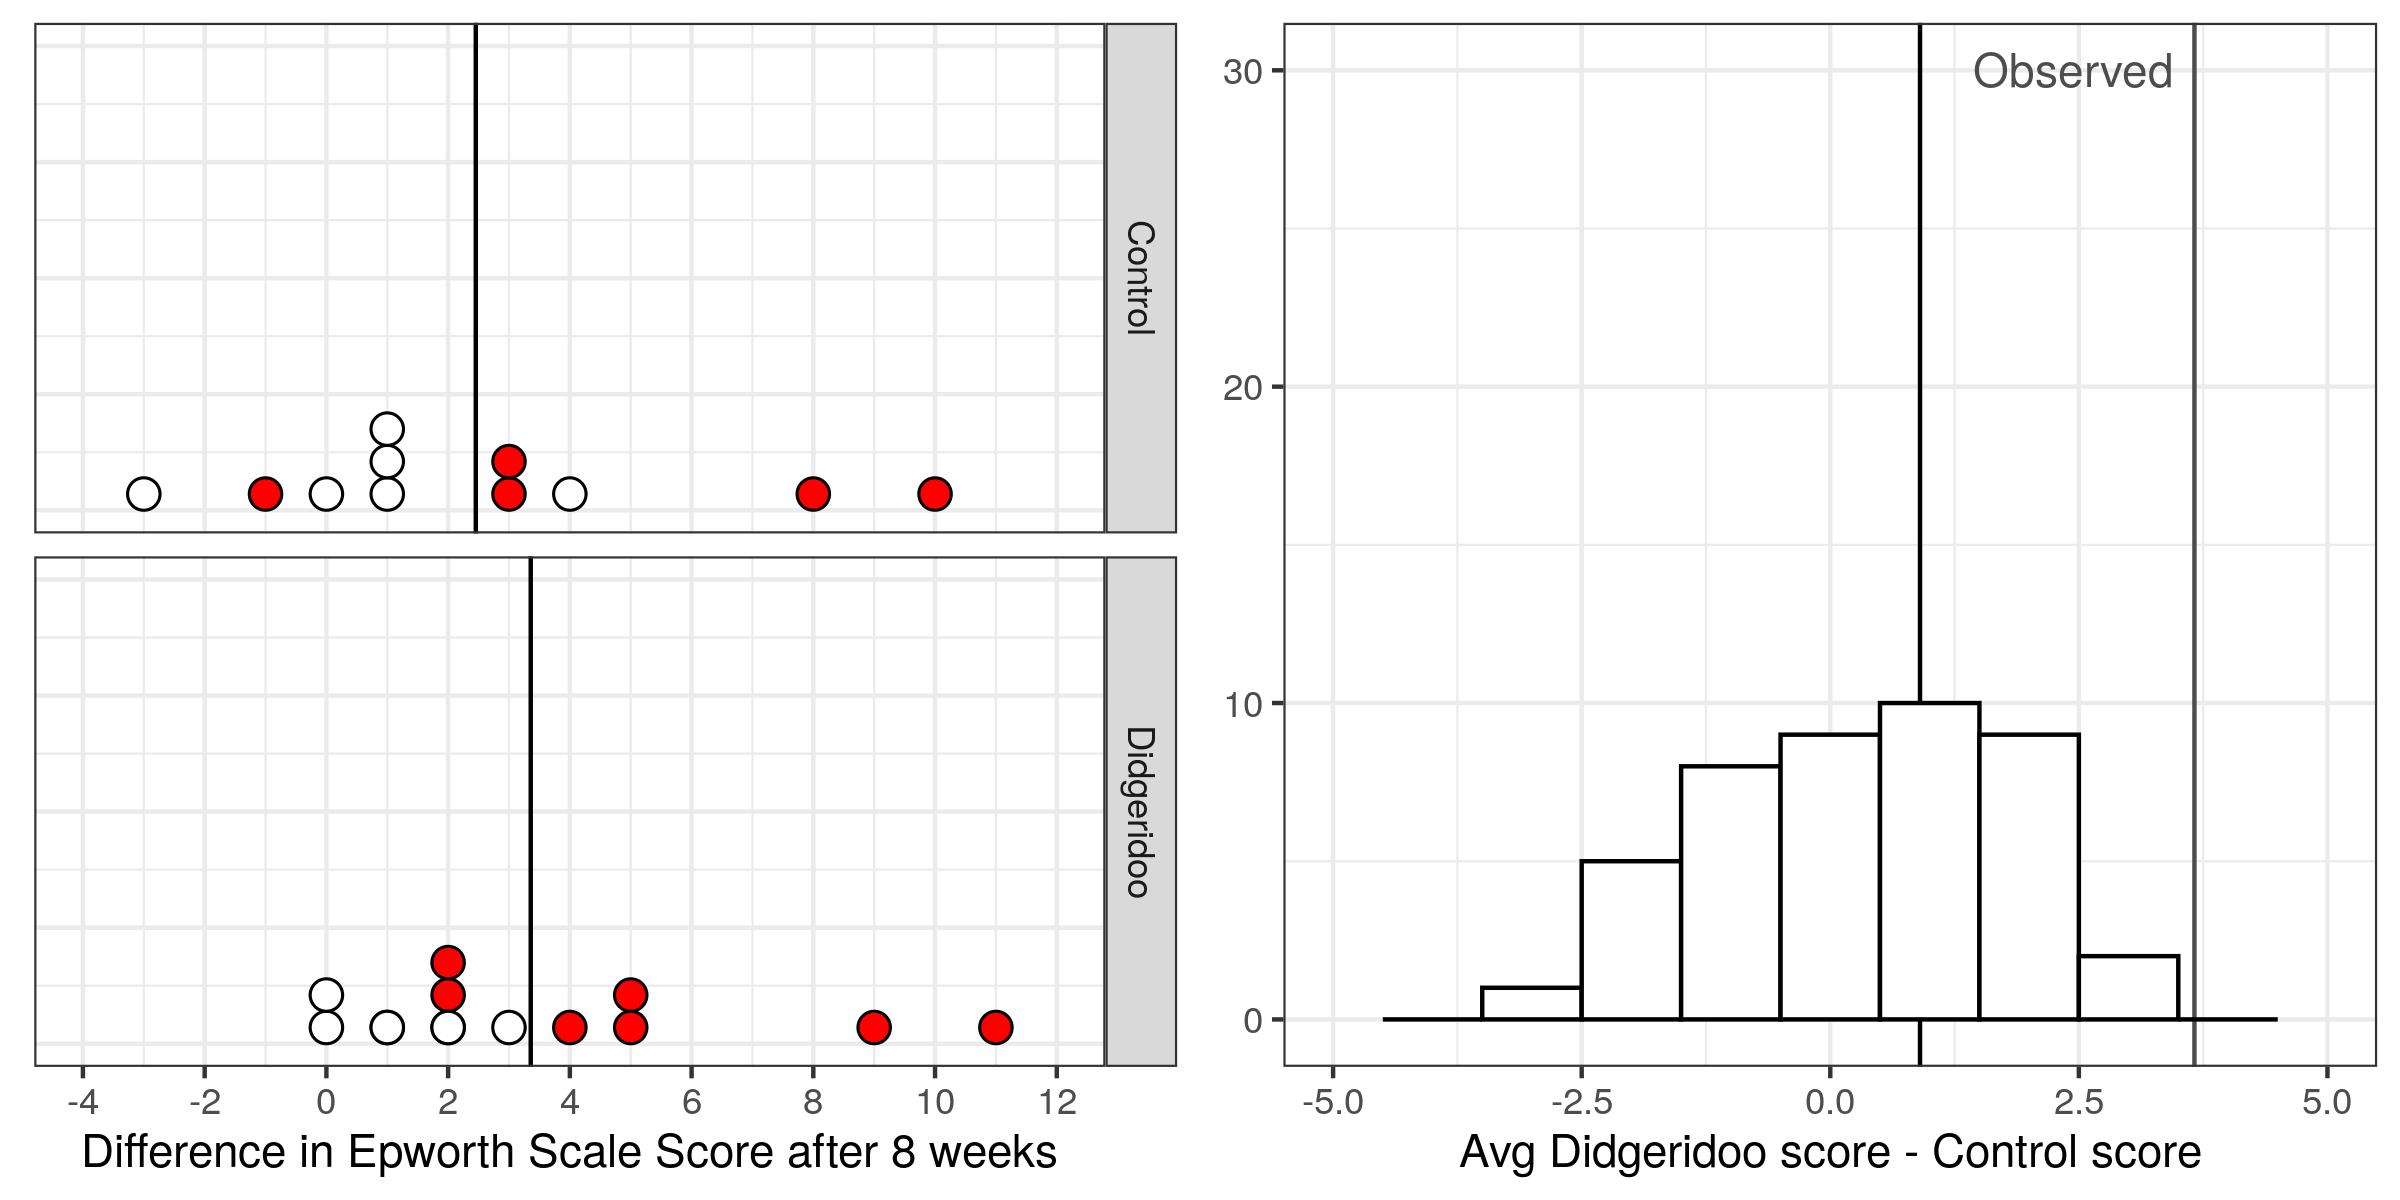 Control
Didgeridoo
-4 -2 0 2 4 6 8 10 12
Difference in Epworth Scale Score after 8 weeks
Observed
30
20
10
0
-5.0 -2.5 0.0 2.5 5.0
Avg Didgeridoo score - Control score